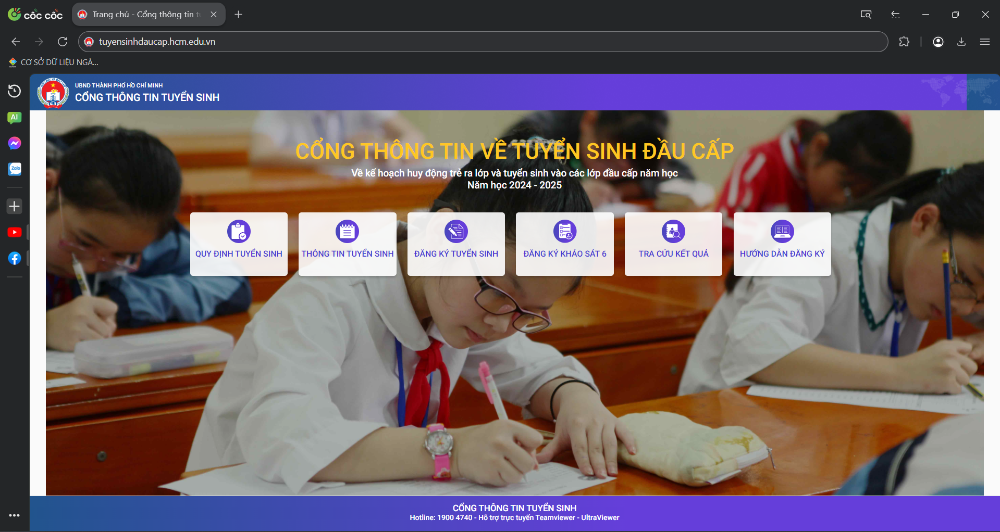 cốc cốc
Trang chủ - Cổng thông tin
tuyensinhdaucap.hcm.edu.vn
CƠ SỞ DỮ LIỆU NGÀ...
AI
Zalo
UBND THÀNH PHỐ HỒ CHÍ MINH
CỔNG THÔNG TIN TUYỂN SINH
CỔNG THÔNG TIN VỀ TUYỂN SINH ĐẦU CẤP
Về kế hoạch huy động trẻ ra lớp và tuyển sinh vào các lớp đầu cấp năm học
Năm học 2024 - 2025
QUY ĐỊNH TUYỂN SINH
THÔNG TIN TUYỂN SINH
ĐĂNG KÝ TUYỂN SINH
ĐĂNG KÝ KHẢO SÁT 6
TRA CỨU KẾT QUẢ
HƯỚNG DẪN ĐĂNG KÝ
CỔNG THÔNG TIN TUYỂN SINH
Hotline: 1900 4740 - Hỗ trợ trực tuyến Teamviewer - UltraViewer